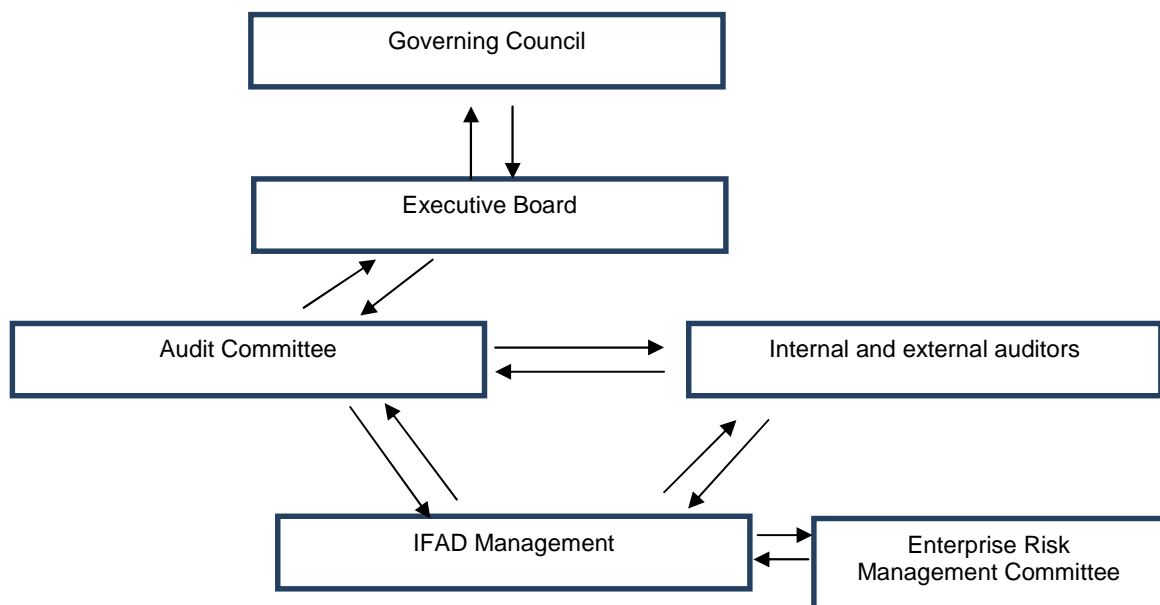 Governing Council
Executive Board
Audit Committee
Internal and external auditors
IFAD Management
Enterprise Risk
Management Committee